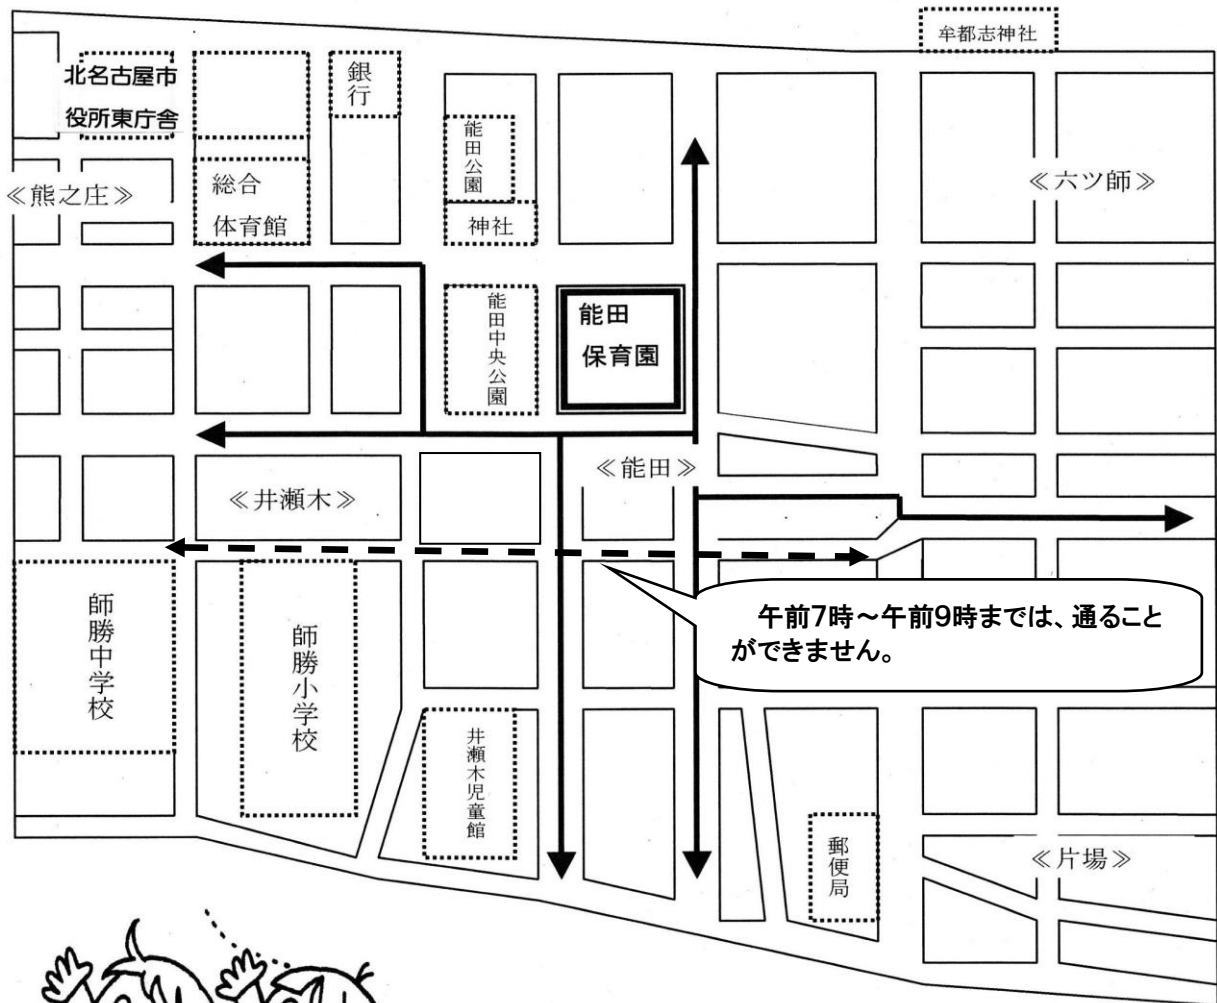 牟都志神社
北名古屋市
役所東庁舎
銀行
能田公園
≪熊之庄≫
総合
体育館
神社
≪六ツ師≫
能田中央公園
能田
保育園
≪能田≫
≪井瀬木≫
午前7時～午前9時までは、通ること
ができません。
師勝中学校
師勝小学校
井瀬木児童館
郵便局
≪片場≫